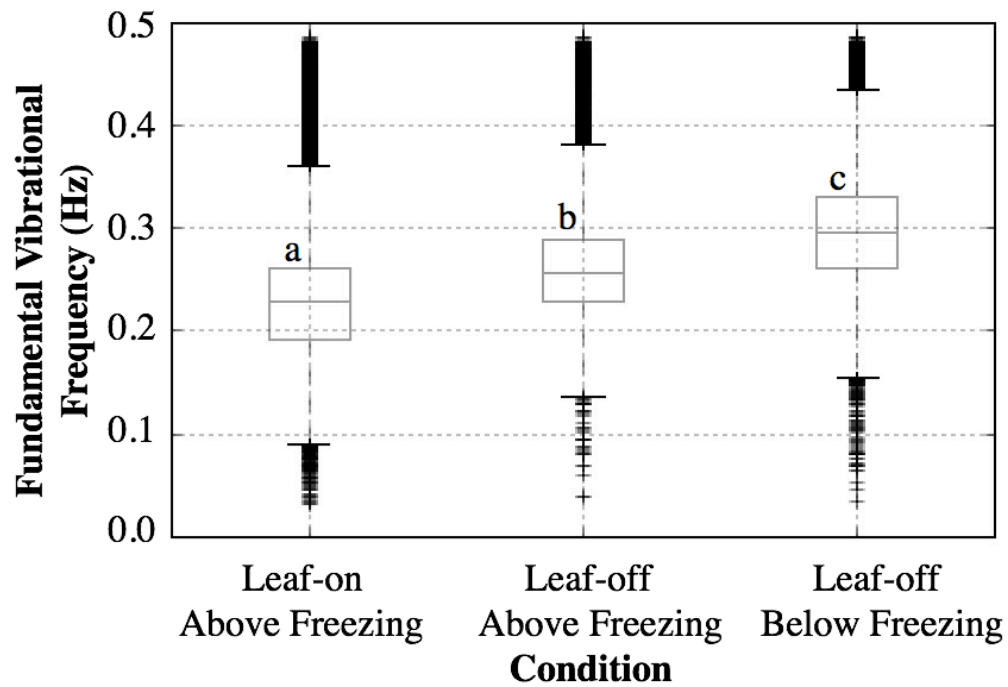 Fundamental Vibrational
Frequency (Hz)
0.5
0.4
0.3
0.2
0.1
0.0
a
b
c
Leaf-on
Above Freezing
Leaf-off
Above Freezing
Leaf-off
Below Freezing
Condition